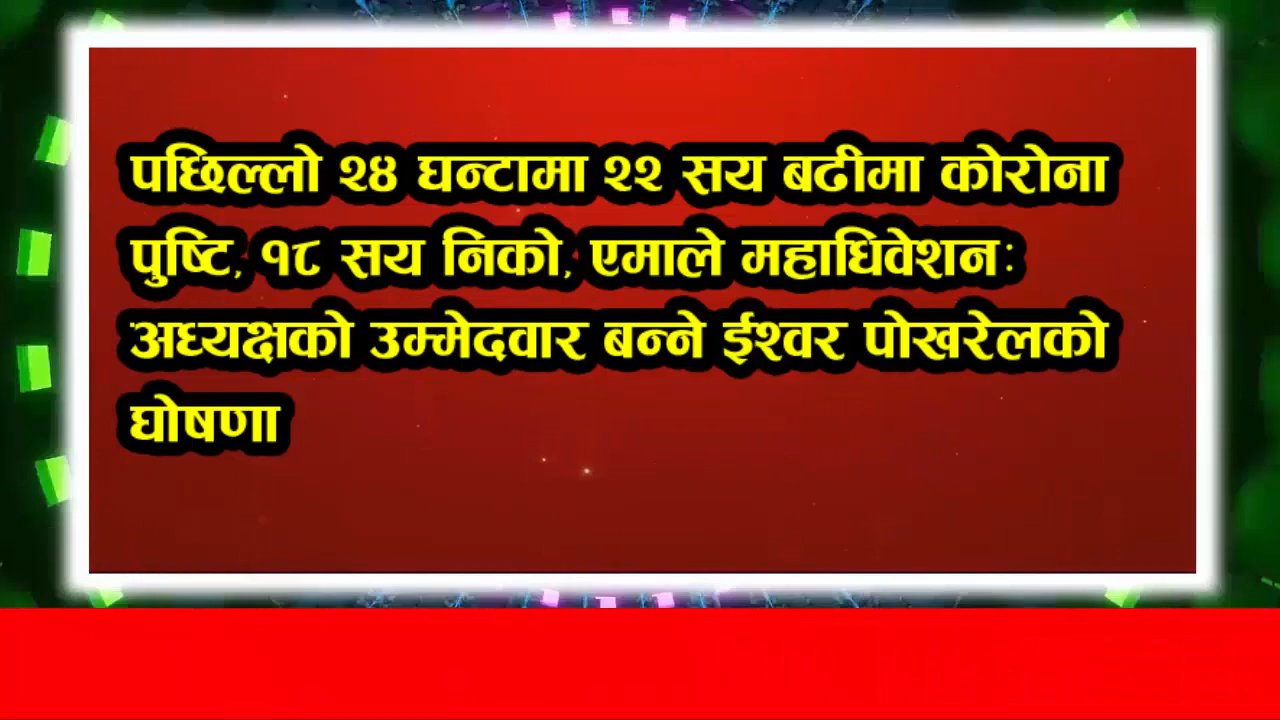 पछिल्लो २४ घन्टामा २२ सय बढीमा कोरोना
पुष्टि, १८ सय निको, एमाले महाधिवेशनः
अध्यक्षको उम्मेदवार बन्ने ईश्वर पोखरेलको
घोषणा